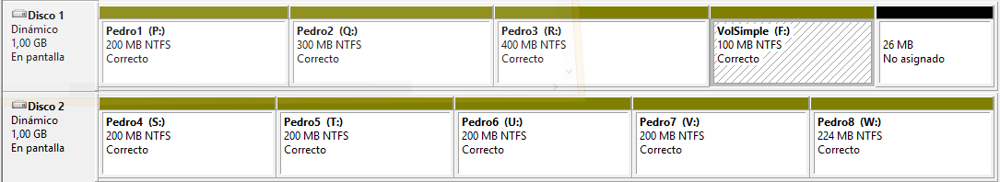 Disco 1
Dinámico
1,00 GB
En pantalla
Pedro1 (P:)
200 MB NTFS
Correcto
Pedro2 (Q:)
300 MB NTFS
Correcto
Pedro3 (R:)
400 MB NTFS
Correcto
VolSimple (F:)
100 MB NTFS
Correcto
26 MB
No asignado
Disco 2
Dinámico
1,00 GB
En pantalla
Pedro4 (S:)
200 MB NTFS
Correcto
Pedro5 (T:)
200 MB NTFS
Correcto
Pedro6 (U:)
200 MB NTFS
Correcto
Pedro7 (V:)
200 MB NTFS
Correcto
Pedro8 (W:)
224 MB NTFS
Correcto